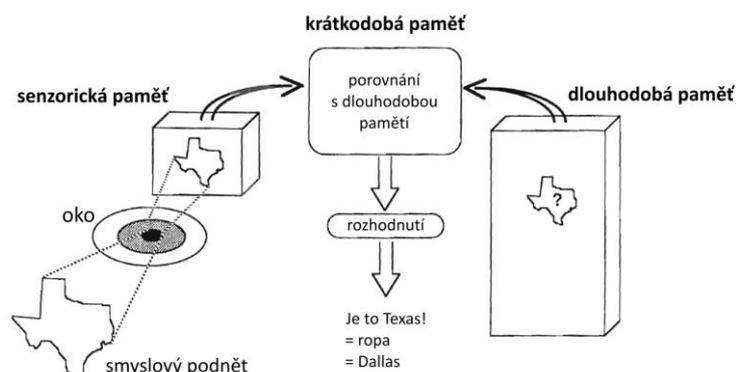 krátkodobá paměť
senzorická paměť
porovnání
s dlouhodobou
pamětí
dlouhodobá paměť
?
oko
rozhodnutí
Je to Texas!
= ropa
= Dallas
smyslový podnět